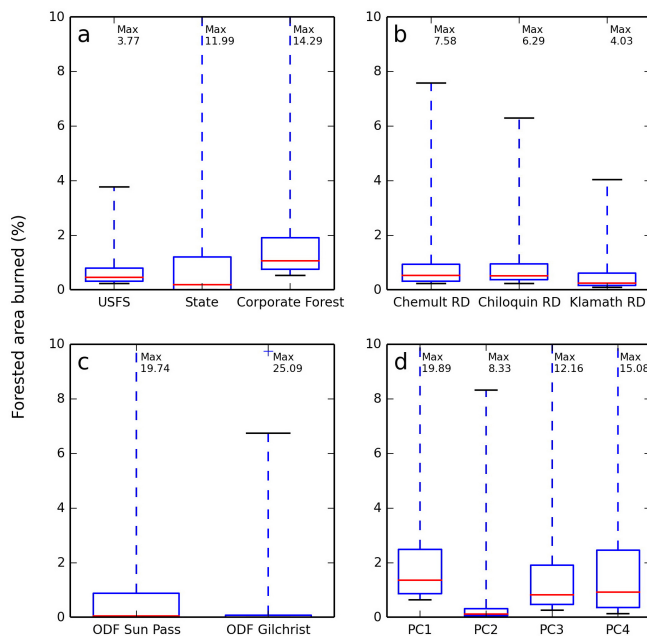 Forested area burned (%)
a
10
8
6
4
2
0
Max
3.77
Max
11.99
Max
14.29
USFS
State
Corporate Forest
b
10
8
6
4
2
0
Max
7.58
Max
6.29
Max
4.03
Chemult RD
Chiloquin RD
Klamath RD
c
10
8
6
4
2
0
Max
19.74
Max
25.09
ODF Sun Pass
ODF Gilchrist
d
10
8
6
4
2
0
Max
19.89
Max
8.33
Max
12.16
Max
15.08
PC1
PC2
PC3
PC4